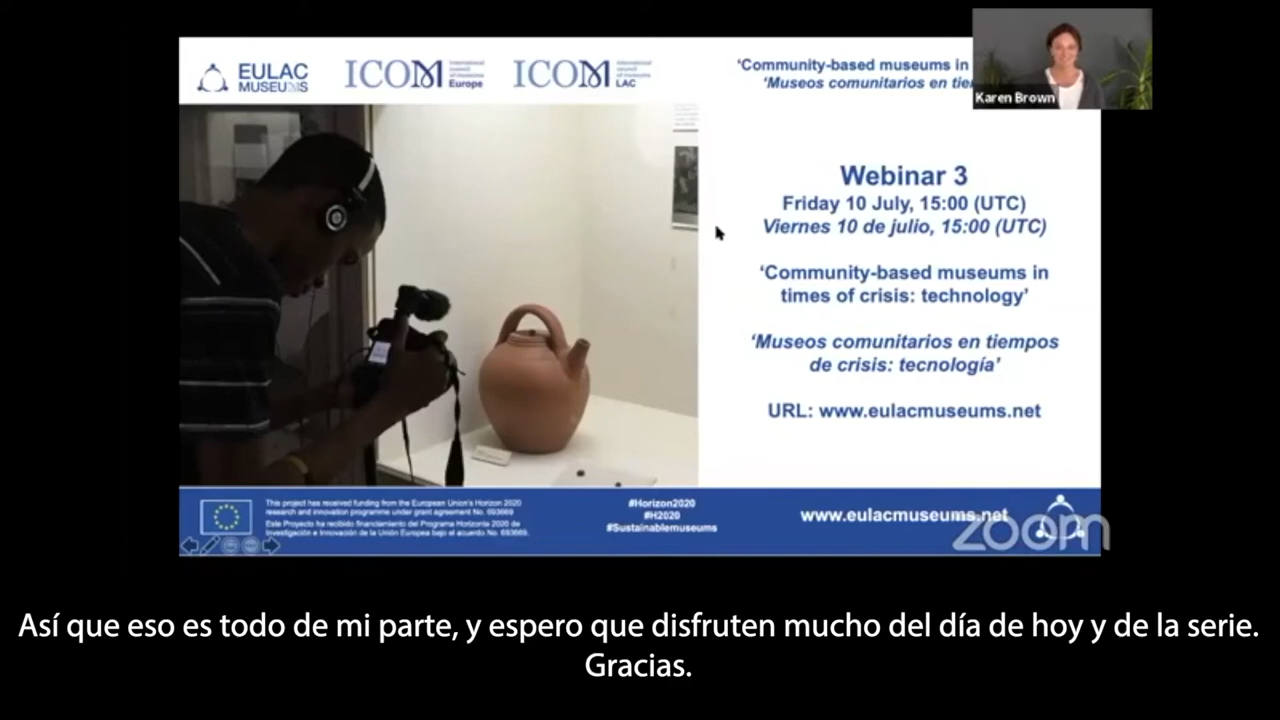 EULAC
MUSEUMS
ICOM international council of museums Europe
ICOM international council of museums LAC
‘Community-based museums in
‘Museos comunitarios en
Karen Brown
Webinar 3
Friday 10 July, 15:00 (UTC)
Viernes 10 de julio, 15:00 (UTC)
‘Community-based museums in
times of crisis: technology’
‘Museos comunitarios en tiempos
de crisis: tecnología’
URL: www.eulacmuseums.net
This project has received funding from the European Union's Horizon 2020
research and innovation programme under grant agreement No. 693669
Este Proyecto ha recibido financiamiento del Programa Horizonte 2020 de
Investigación e Innovación de la Unión Europea bajo el acuerdo No. 693669.
#Horizon2020
#H2020
#Sustainablemuseums
www.eulacmuseums.net
zoom
Así que eso es todo de mi parte, y espero que disfruten mucho del día de hoy y de la serie.
Gracias.